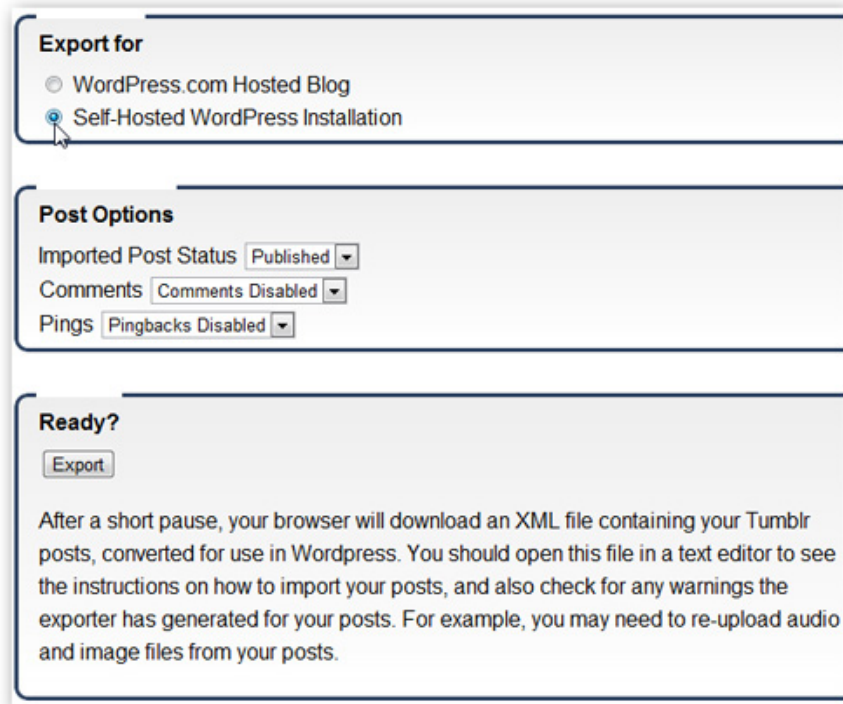 Export for
WordPress.com Hosted Blog
Self-Hosted WordPress Installation
Post Options
Imported Post Status Published
Comments Comments Disabled
Pings Pingbacks Disabled
Ready?
Export
After a short pause, your browser will download an XML file containing your Tumblr
posts, converted for use in Wordpress. You should open this file in a text editor to see
the instructions on how to import your posts, and also check for any warnings the
exporter has generated for your posts. For example, you may need to re-upload audio
and image files from your posts.